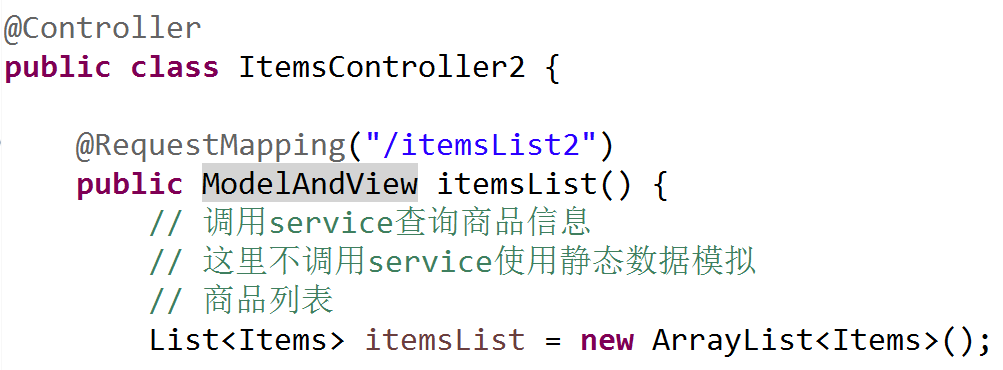 @Controller
public class ItemsController2 {
@RequestMapping("/itemsList2")
public ModelAndView itemsList() {
// 调用service查询商品信息
// 这里不调用service使用静态数据模拟
// 商品列表
List<Items> itemsList = new ArrayList<Items>();